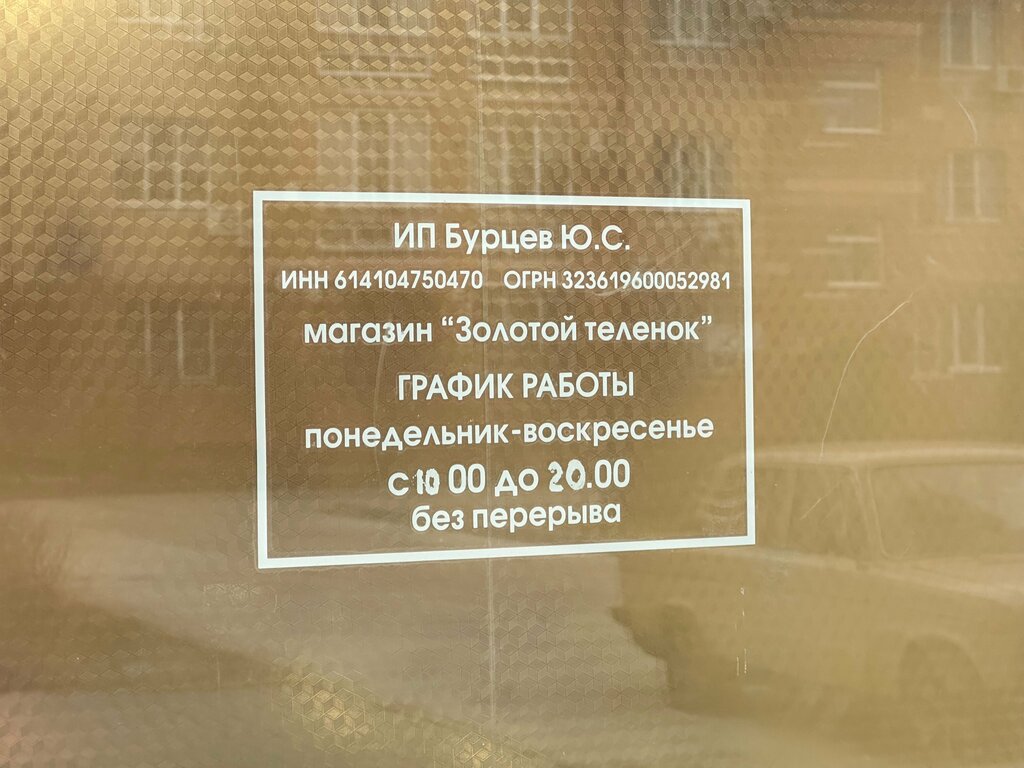 ИП Бурцев Ю.С.
ИНН 614104750470 ОГРН 323619600052981
магазин “Золотой теленок”
ГРАФИК РАБОТЫ
понедельник-воскресенье
с 10 00 до 20.00
без перерыва